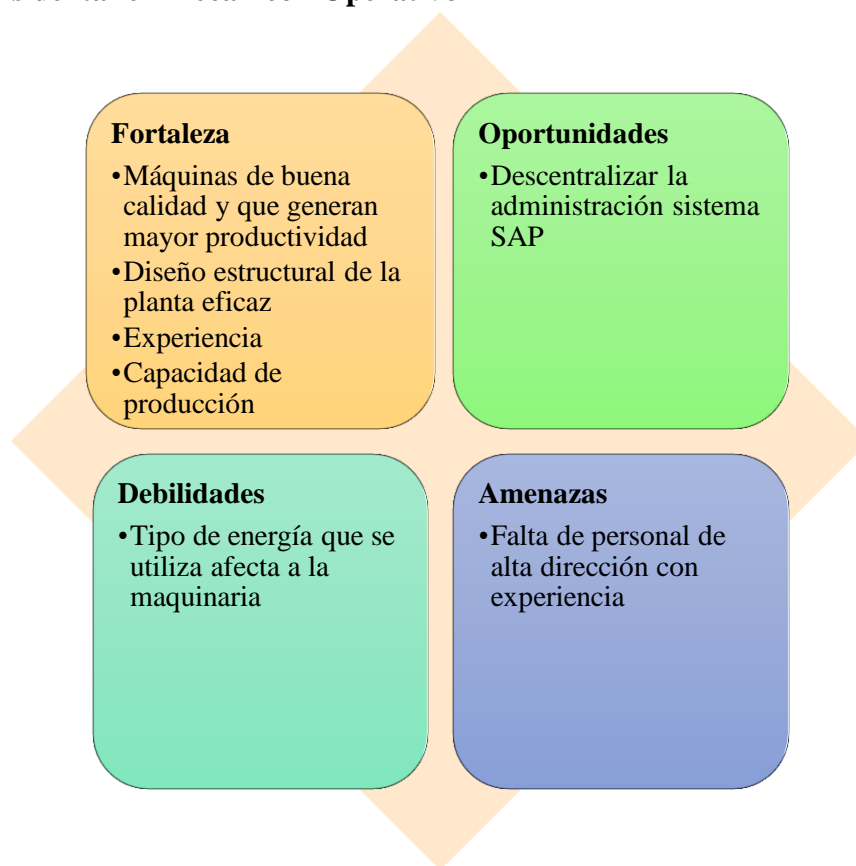 Fortaleza
•Máquinas de buena
calidad y que generan
mayor productividad
•Diseño estructural de la
planta eficaz
•Experiencia
•Capacidad de
producción
Oportunidades
•Descentralizar la
administración sistema
SAP
Debilidades
•Tipo de energía que se
utiliza afecta a la
maquinaria
Amenazas
•Falta de personal de
alta dirección con
experiencia